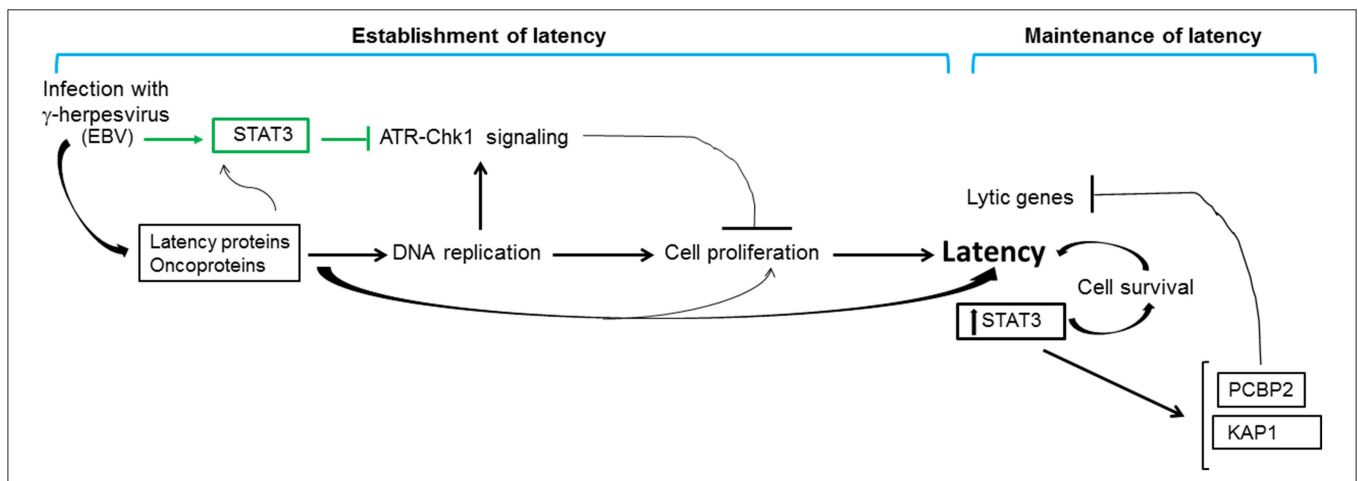 Establishment of latency
Maintenance of latency
Infection with
γ-herpesvirus
(EBV)
STAT3
ATR-Chk1 signaling
Lytic genes
Latency proteins
Oncoproteins
DNA replication
Cell proliferation
Latency
Cell survival
STAT3
PCBP2
KAP1